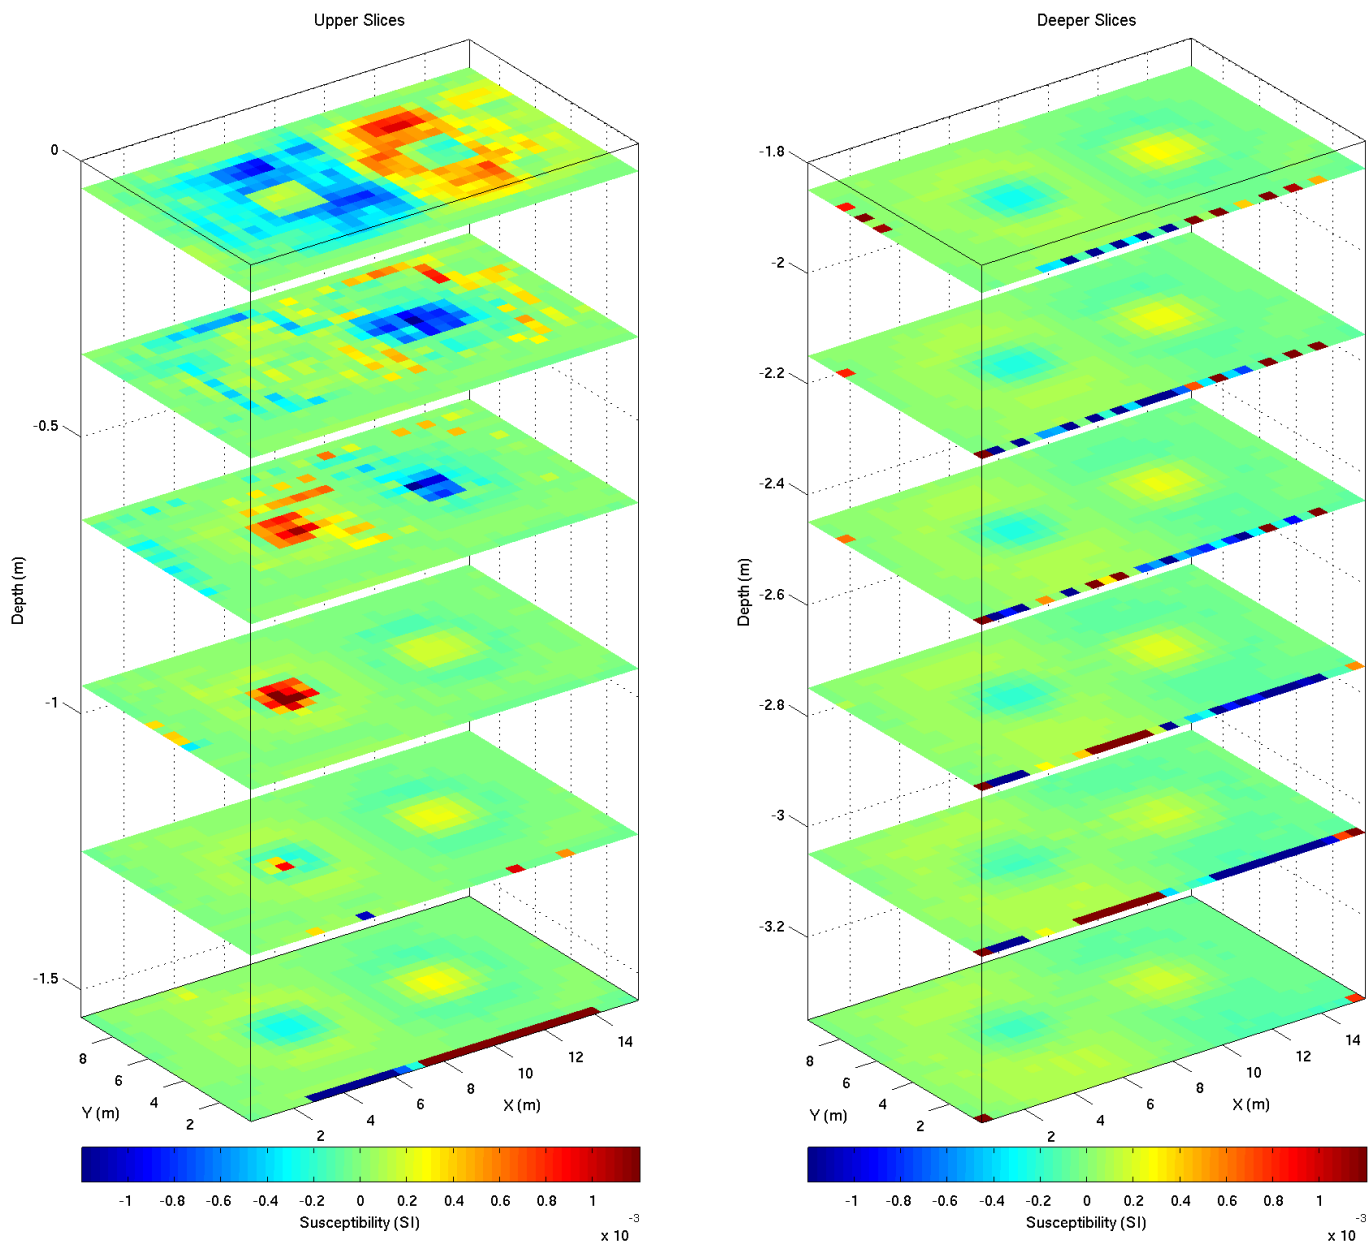 Upper Slices
0
-0.5
-1
-1.5
Depth (m)
8
6
4
2
Y (m)
2
4
6
8
10
12
14
X (m)
-1 -0.8 -0.6 -0.4 -0.2 0 0.2 0.4 0.6 0.8 1
Susceptibility (SI)
x 10 -3
Deeper Slices
-1.8
-2
-2.2
-2.4
-2.6
-2.8
-3
-3.2
Depth (m)
8
6
4
2
Y (m)
2
4
6
8
10
12
14
X (m)
-1 -0.8 -0.6 -0.4 -0.2 0 0.2 0.4 0.6 0.8 1
Susceptibility (SI)
x 10 -3